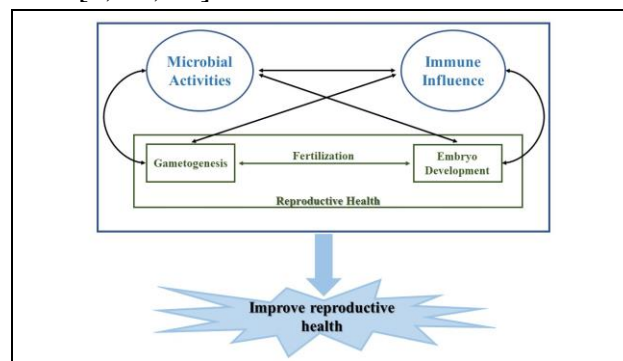 Microbial
Activities
Immune
Influence
Fertilization
Gametogenesis
Embryo
Development
Reproductive Health
Improve reproductive
health